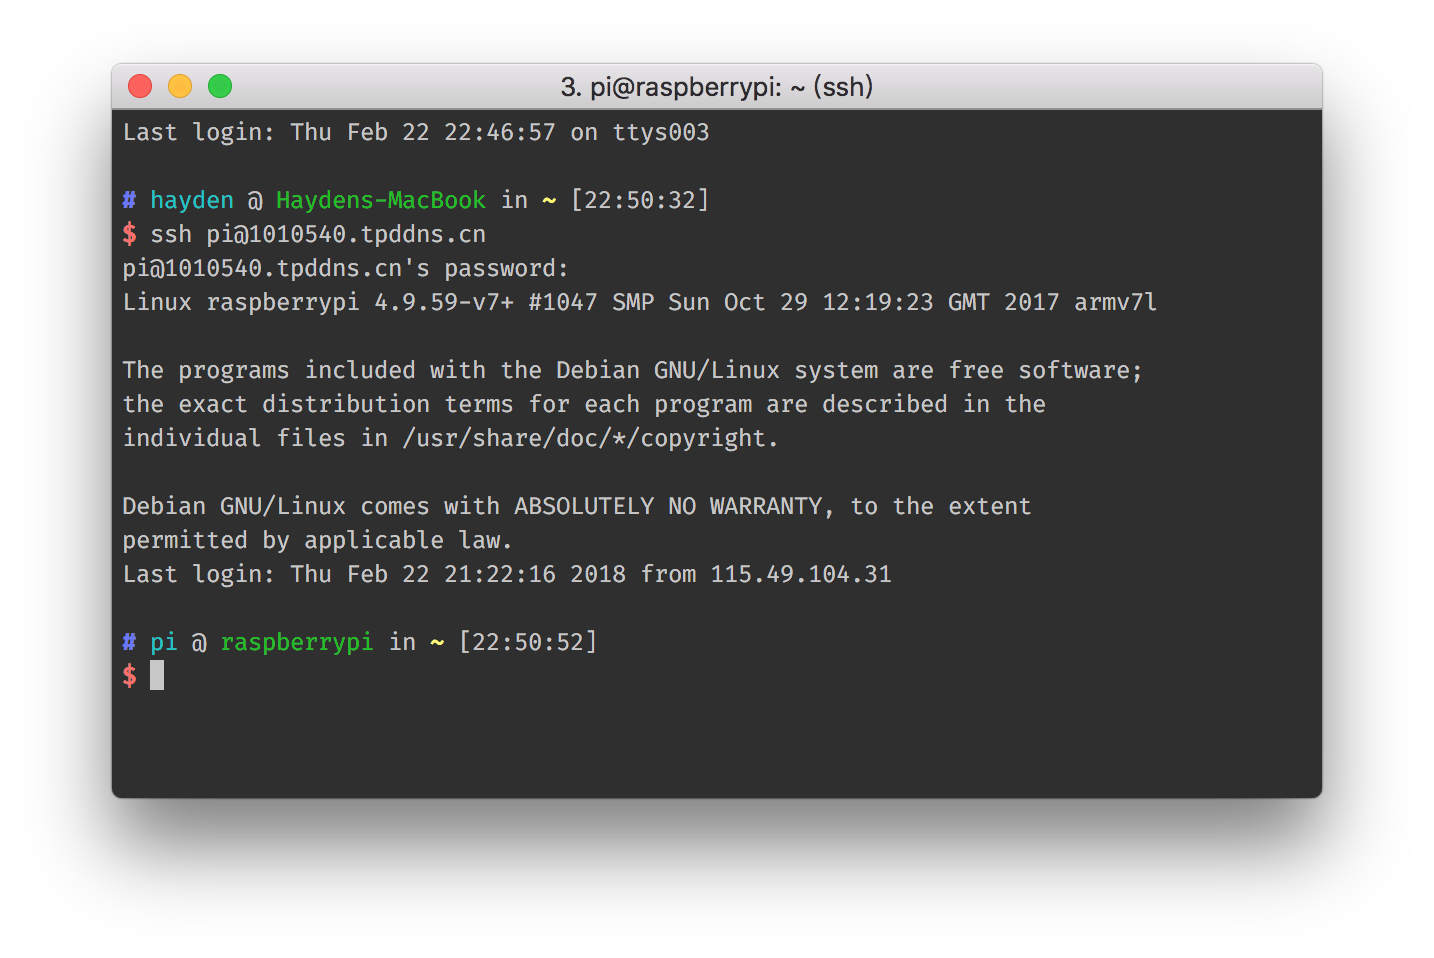 3. pi@raspberrypi: ~ (ssh)
Last login: Thu Feb 22 22:46:57 on ttys003
# hayden @ Haydens-MacBook in ~ [22:50:32]
$ ssh pi@1010540.tpddns.cn
pi@1010540.tpddns.cn's password:
Linux raspberrypi 4.9.59-v7+ #1047 SMP Sun Oct 29 12:19:23 GMT 2017 armv7l
The programs included with the Debian GNU/Linux system are free software;
the exact distribution terms for each program are described in the
individual files in /usr/share/doc/*/copyright.
Debian GNU/Linux comes with ABSOLUTELY NO WARRANTY, to the extent
permitted by applicable law.
Last login: Thu Feb 22 21:22:16 2018 from 115.49.104.31
# pi @ raspberrypi in ~ [22:50:52]
$